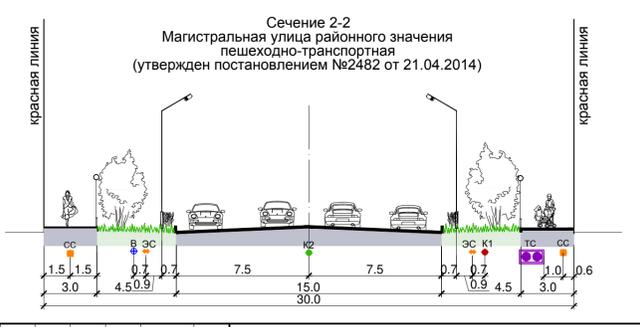 Сечение 2-2
Магистральная улица районного значения
пешеходно-транспортная
(утвержден постановлением №2482 от 21.04.2014)
красная линия
красная линия
СС В ЭС К2 ЭС К1 ТС СС
1.5 1.5 0.7 0.7 7.5 7.5 0.7 0.7 1.0 0.6
3.0 4.5 0.9 15.0 0.9 4.5 3.0
30.0